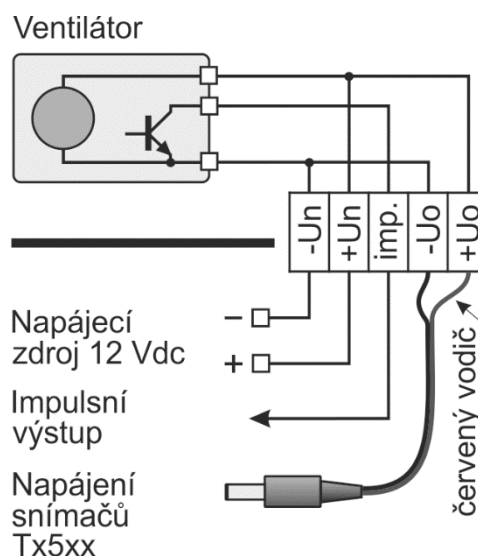 Ventilátor
-Un
+Un
imp.
-Uo
+Uo
Napájecí
zdroj 12 Vdc
−
+
Impulsní
výstup
červený vodič
Napájení
snímačů
Tx5xx